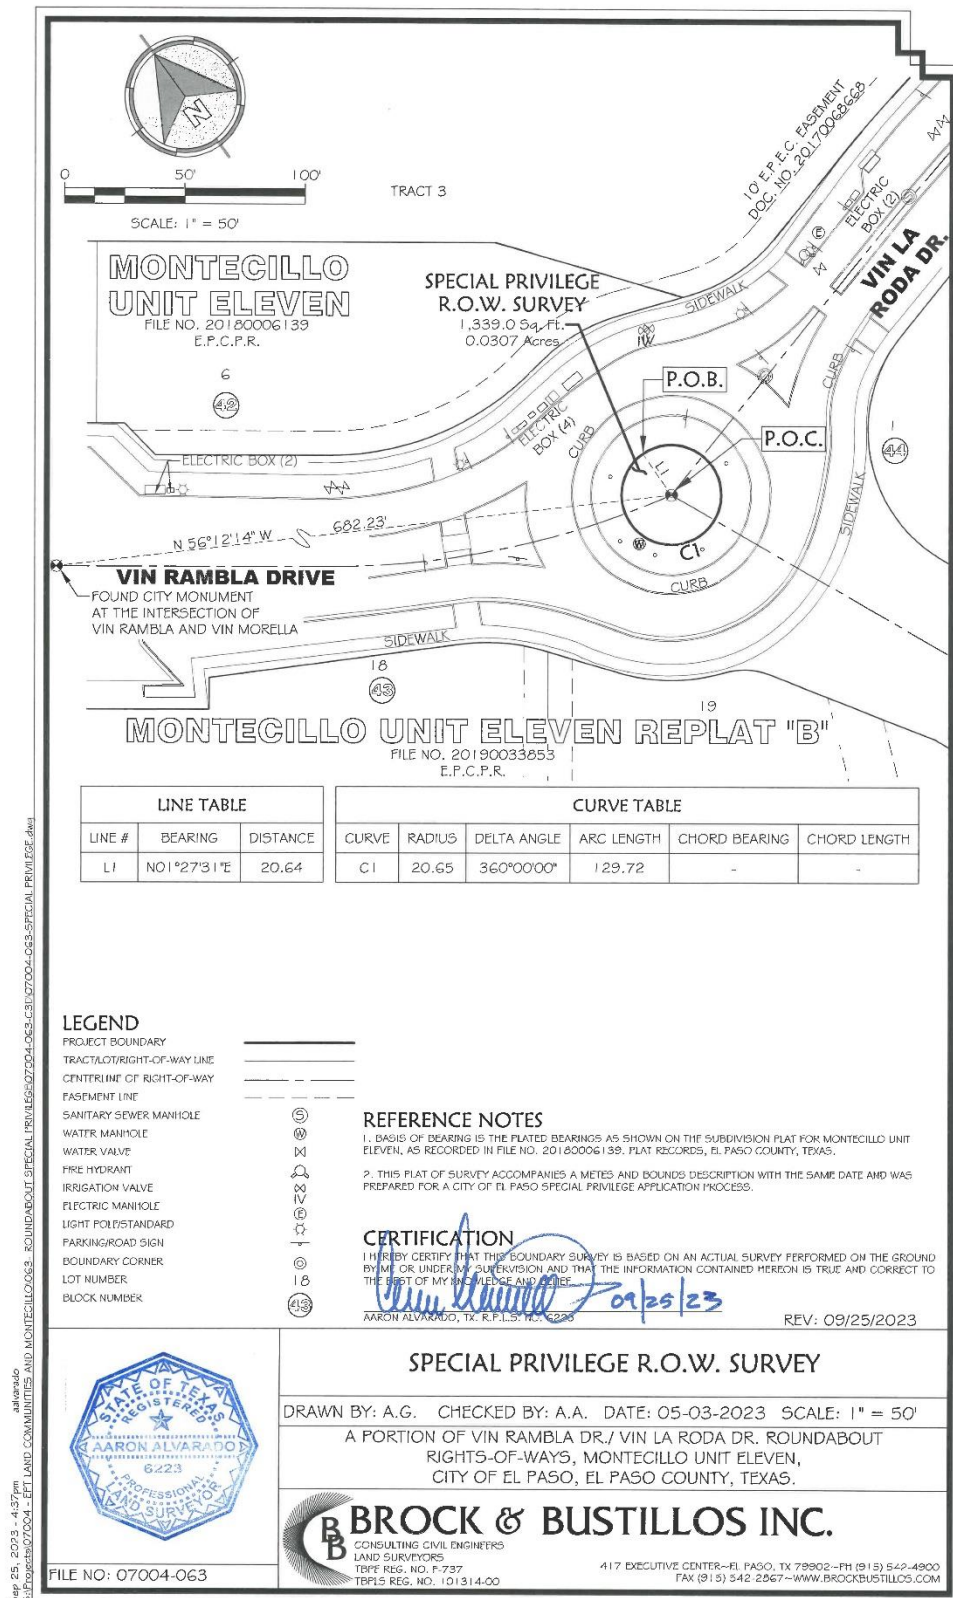 N
0 50' 100'
SCALE: 1" = 50'
TRACT 3
10' E.P.E.C. EASEMENT
DOC. NO. 20170068668
ELECTRIC
BOX (2)
VIN LA
RODA DR.
MONTECILLO
UNIT ELEVEN
FILE NO. 20180006139
E.P.C.P.R.
6
42
SPECIAL PRIVILEGE
R.O.W. SURVEY
1,339.0 Sq. Ft.
0.0307 Acres
SIDEWALK
IW
P.O.B.
P.O.C.
CURB
ELECTRIC
BOX (4)
CURB
1
44
SIDEWALK
ELECTRIC BOX (2)
L1
C1
CURB
N 56°12'14" W 682.23'
VIN RAMBLA DRIVE
FOUND CITY MONUMENT
AT THE INTERSECTION OF
VIN RAMBLA AND VIN MORELLA
SIDEWALK
18
43
19
MONTECILLO UNIT ELEVEN REPLAT "B"
FILE NO. 20190033853
E.P.C.P.R.
LINE TABLE
LINE # BEARING DISTANCE
L1 N01°27'31"E 20.64
CURVE TABLE
CURVE RADIUS DELTA ANGLE ARC LENGTH CHORD BEARING CHORD LENGTH
C1 20.65 360°00'00" 129.72 - -
LEGEND
PROJECT BOUNDARY
TRACT/LOT/RIGHT-OF-WAY LINE
CENTERLINE OF RIGHT-OF-WAY
EASEMENT LINE
SANITARY SEWER MANHOLE S
WATER MANHOLE W
WATER VALVE
FIRE HYDRANT
IRRIGATION VALVE IV
ELECTRIC MANHOLE E
LIGHT POLE/STANDARD
PARKING/ROAD SIGN
BOUNDARY CORNER
LOT NUMBER 18
BLOCK NUMBER 43
REFERENCE NOTES
1. BASIS OF BEARING IS THE PLATED BEARINGS AS SHOWN ON THE SUBDIVISION PLAT FOR MONTECILLO UNIT
ELEVEN, AS RECORDED IN FILE NO. 20180006139. PLAT RECORDS, EL PASO COUNTY, TEXAS.
2. THIS PLAT OF SURVEY ACCOMPANIES A METES AND BOUNDS DESCRIPTION WITH THE SAME DATE AND WAS
PREPARED FOR A CITY OF EL PASO SPECIAL PRIVILEGE APPLICATION PROCESS.
CERTIFICATION
I HEREBY CERTIFY THAT THIS BOUNDARY SURVEY IS BASED ON AN ACTUAL SURVEY PERFORMED ON THE GROUND
BY ME OR UNDER MY SUPERVISION AND THAT THE INFORMATION CONTAINED HEREON IS TRUE AND CORRECT TO
THE BEST OF MY KNOWLEDGE AND BELIEF.
09/25/23
AARON ALVARADO, TX. R.P.L.S. NO. 6223
REV: 09/25/2023
STATE OF TEXAS
REGISTERED
AARON ALVARADO
6223
PROFESSIONAL
LAND SURVEYOR
FILE NO: 07004-063
SPECIAL PRIVILEGE R.O.W. SURVEY
DRAWN BY: A.G. CHECKED BY: A.A. DATE: 05-03-2023 SCALE: 1" = 50'
A PORTION OF VIN RAMBLA DR./ VIN LA RODA DR. ROUNDABOUT
RIGHTS-OF-WAYS, MONTECILLO UNIT ELEVEN,
CITY OF EL PASO, EL PASO COUNTY, TEXAS.
BB
BROCK & BUSTILLOS INC.
CONSULTING CIVIL ENGINEERS
LAND SURVEYORS
TBPE REG. NO. F-737
TBPLS REG. NO. 101314-00
417 EXECUTIVE CENTER~EL PASO, TX 79902~PH (915) 542-4900
FAX (915) 542-2867~WWW.BROCKBUSTILLOS.COM
25, 2023 - 4:37pm aalvarado